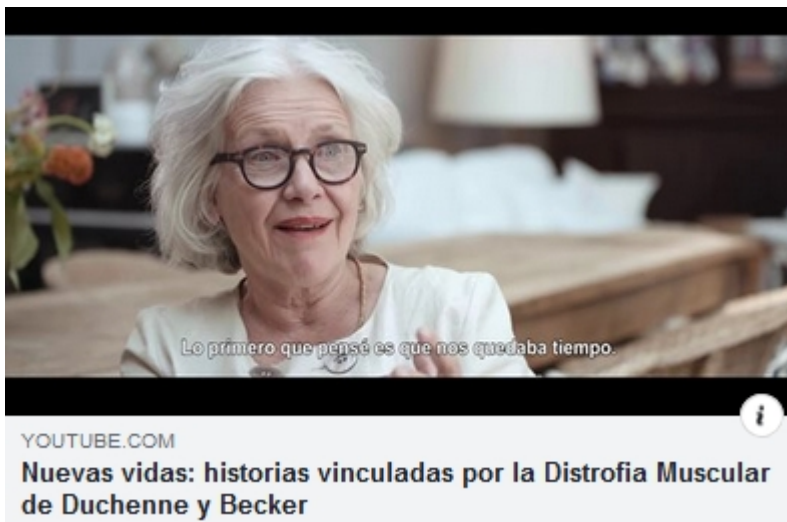 Lo primero que pensé es que nos quedaba tiempo.
i
YOUTUBE.COM
Nuevas vidas: historias vinculadas por la Distrofia Muscular
de Duchenne y Becker